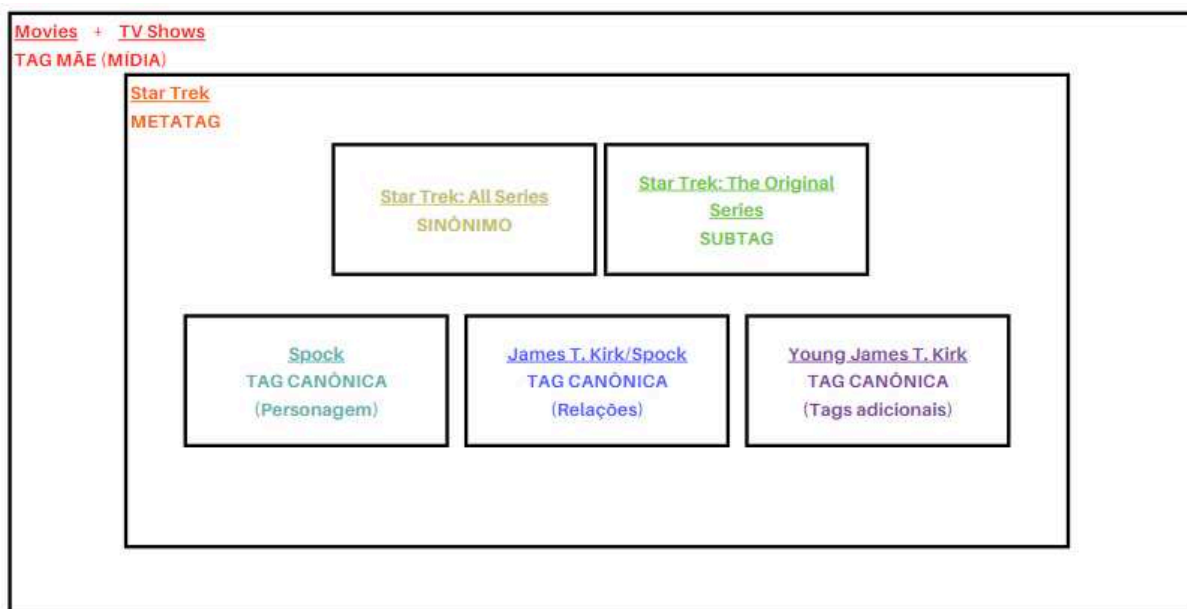 Movies + TV Shows
TAG MÃE (MÍDIA)
Star Trek
METATAG
Star Trek: All Series
SINÔNIMO
Star Trek: The Original
Series
SUBTAG
Spock
TAG CANÔNICA
(Personagem)
James T. Kirk/Spock
TAG CANÔNICA
(Relações)
Young James T. Kirk
TAG CANÔNICA
(Tags adicionais)